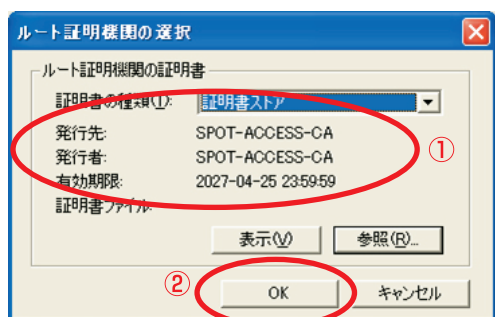 ルート証明機関の選択
ルート証明機関の証明書
証明書の種類(T): 証明書ストア
発行先: SPOT-ACCESS-CA
発行者: SPOT-ACCESS-CA
①
有効期限: 2027-04-25 23:59:59
証明書ファイル:
表示(V) 参照(R)...
②
OK キャンセル